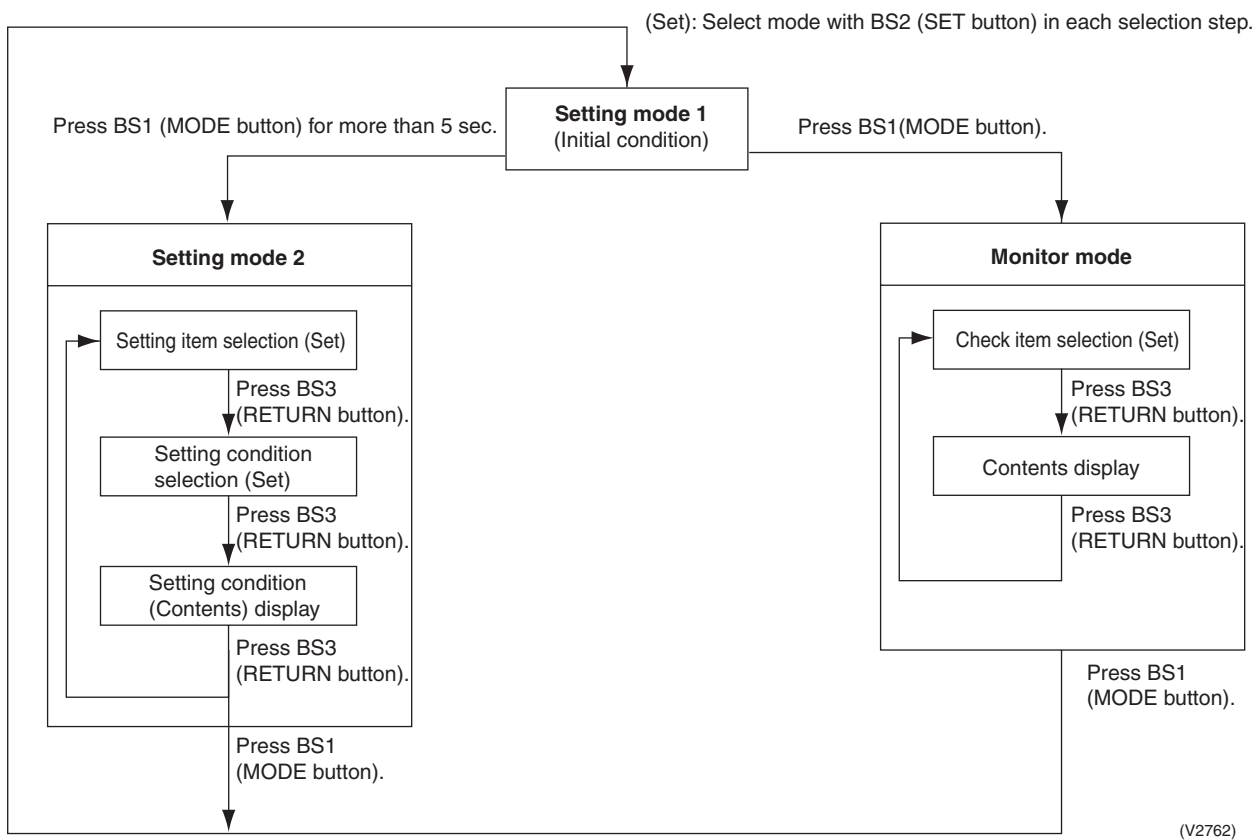 (Set): Select mode with BS2 (SET button) in each selection step.
Setting mode 1
(Initial condition)
Press BS1 (MODE button) for more than 5 sec.
Press BS1(MODE button).
Setting mode 2
Setting item selection (Set)
Press BS3
(RETURN button).
Setting condition
selection (Set)
Press BS3
(RETURN button).
Setting condition
(Contents) display
Press BS3
(RETURN button).
Press BS1
(MODE button).
Monitor mode
Check item selection (Set)
Press BS3
(RETURN button).
Contents display
Press BS3
(RETURN button).
Press BS1
(MODE button).
(V2762)